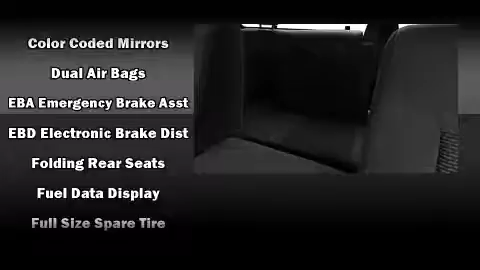 Color Coded Mirrors
Dual Air Bags
EBA Emergency Brake Asst
EBD Electronic Brake Dist
Folding Rear Seats
Fuel Data Display
Full Size Spare Tire